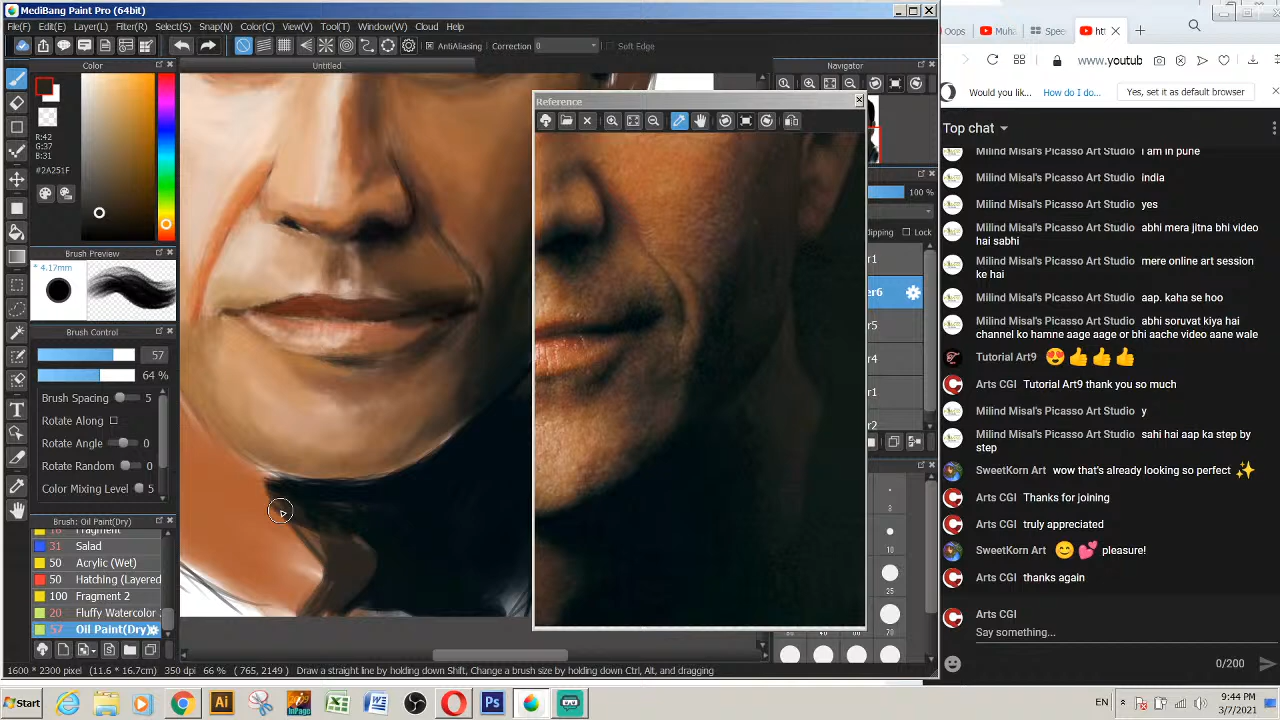 MediBang Paint Pro (64bit)
File(F) Edit(E) Layer(L) Filter(R) Select(S) Snap(N) Color(C) View(V) Tool(T) Window(W) Cloud Help
AntiAliasing Correction 0 Soft Edge
Color
Untitled
Navigator
Reference
R:42
G:37
B:31
#2A251F
100 %
Lock
Brush Preview
* 4.17mm
Brush Control
57
64 %
Brush Spacing 5
Rotate Along
Rotate Angle 0
Rotate Random 0
Color Mixing Level 5
Brush: Oil Paint(Dry)
Fragment
31 Salad
50 Acrylic (Wet)
50 Hatching (Layered
100 Fragment 2
20 Fluffy Watercolor
57 Oil Paint(Dry)
10
25
70
1600 * 2300 pixel (11.6 * 16.7cm) 350 dpi 66 % ( 765, 2149 ) Draw a straight line by holding down Shift, Change a brush size by holding down Ctrl, Alt, and dragging
Oops Muha Spee htt
www.youtub
Would you like... How do I do... Yes, set it as default browser
Top chat
Milind Misal's Picasso Art Studio i am in pune
Milind Misal's Picasso Art Studio india
Milind Misal's Picasso Art Studio yes
Milind Misal's Picasso Art Studio abhi mera jitna bhi video
hai sabhi
Milind Misal's Picasso Art Studio mere online art session
ke hai
Milind Misal's Picasso Art Studio aap. kaha se hoo
Milind Misal's Picasso Art Studio abhi soruvat kiya hai
channel ko hamne aage aage or bhi aache video aane wale
Tutorial Art9 😍👍👍👍
Arts CGI Tutorial Art9 thank you so much
Milind Misal's Picasso Art Studio y
Milind Misal's Picasso Art Studio sahi hai aap ka step by
step
SweetKorn Art wow that's already looking so perfect ✨
Arts CGI Thanks for joining
Arts CGI truly appreciated
SweetKorn Art 😊 💕 pleasure!
Arts CGI thanks again
Arts CGI
Say something...
0/200
Start
EN
9:44 PM
3/7/2021